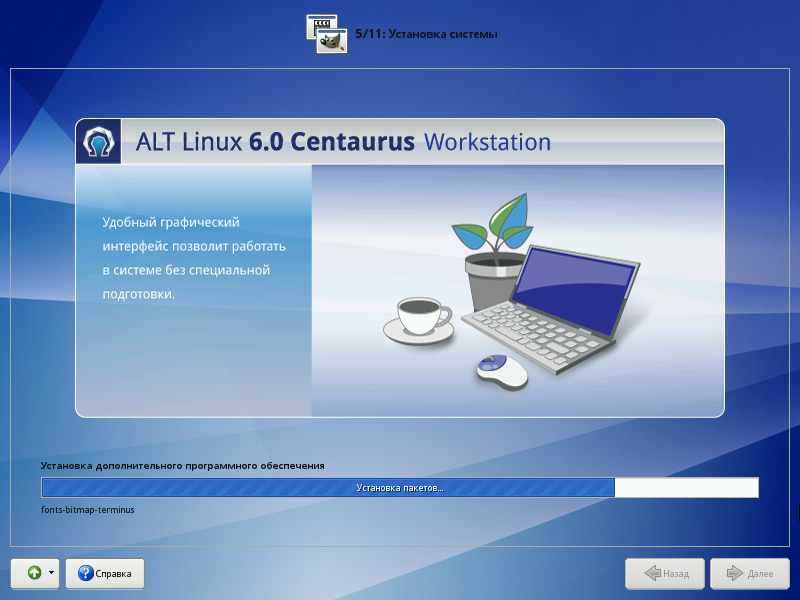 5/11: Установка системы
ALT Linux 6.0 Centaurus Workstation
Удобный графический
интерфейс позволит работать
в системе без специальной
подготовки.
Установка дополнительного программного обеспечения
Установка пакетов...
fonts-bitmap-terminus
Справка
Назад
Далее